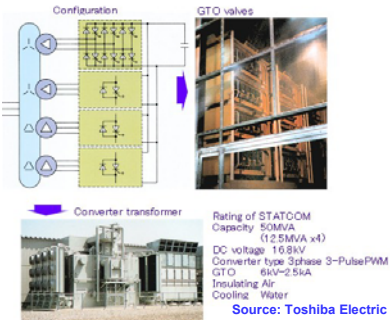 Configuration
GTO valves
Converter transformer
Rating of STATCOM
Capacity 50MVA
(12.5MVA x4)
DC voltage 16.8kV
Converter type 3phase 3-PulsePWM
GTO 6kV-2.5kA
Insulating Air
Cooling Water
Source: Toshiba Electric